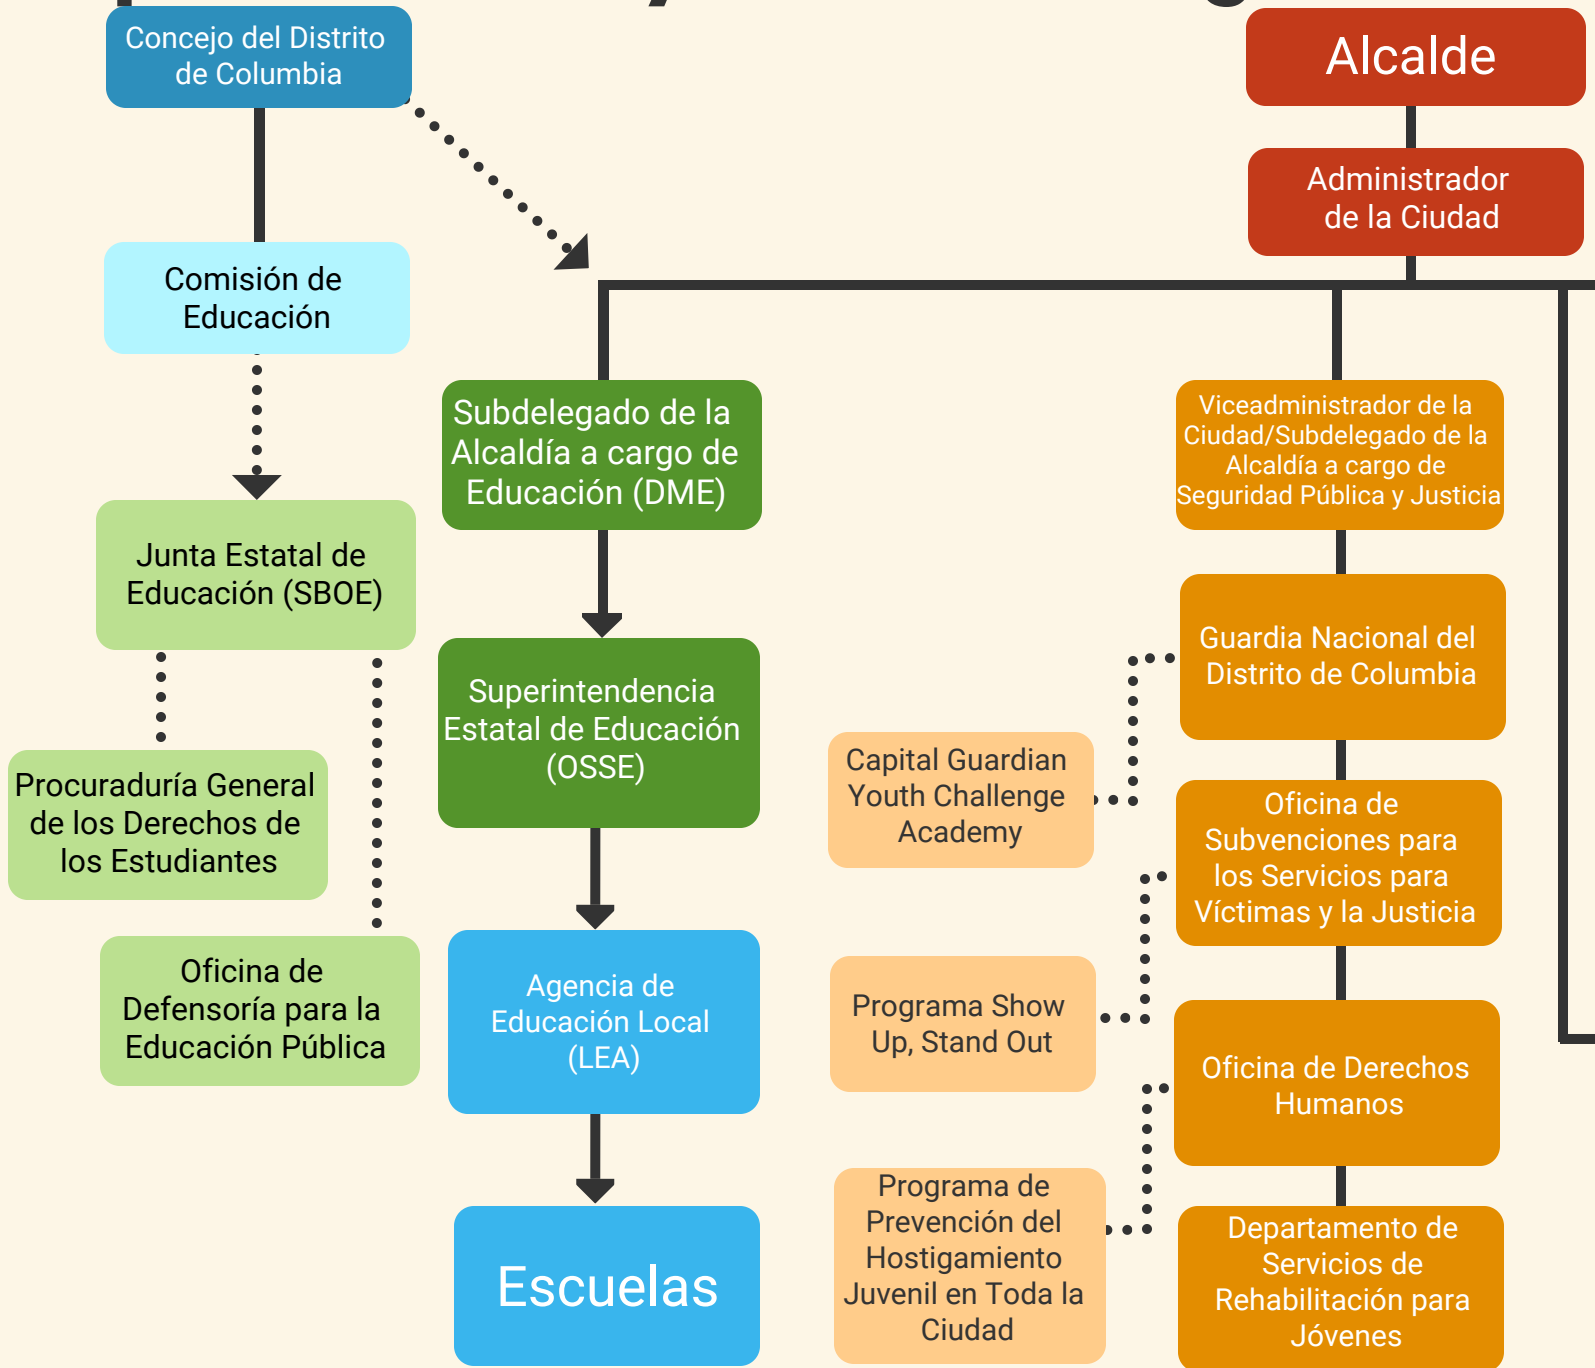 Concejo del Distrito
de Columbia
Alcalde
Administrador
de la Ciudad
Comisión de
Educación
Subdelegado de la
Alcaldía a cargo de
Educación (DME)
Viceadministrador de la
Ciudad/Subdelegado de la
Alcaldía a cargo de
Seguridad Pública y Justicia
Junta Estatal de
Educación (SBOE)
Superintendencia
Estatal de Educación
(OSSE)
Guardia Nacional del
Distrito de Columbia
Procuraduría General
de los Derechos de
los Estudiantes
Capital Guardian
Youth Challenge
Academy
Oficina de
Subvenciones para
los Servicios para
Víctimas y la Justicia
Oficina de
Defensoría para la
Educación Pública
Agencia de
Educación Local
(LEA)
Programa Show
Up, Stand Out
Oficina de Derechos
Humanos
Escuelas
Programa de
Prevención del
Hostigamiento
Juvenil en Toda la
Ciudad
Departamento de
Servicios de
Rehabilitación para
Jóvenes